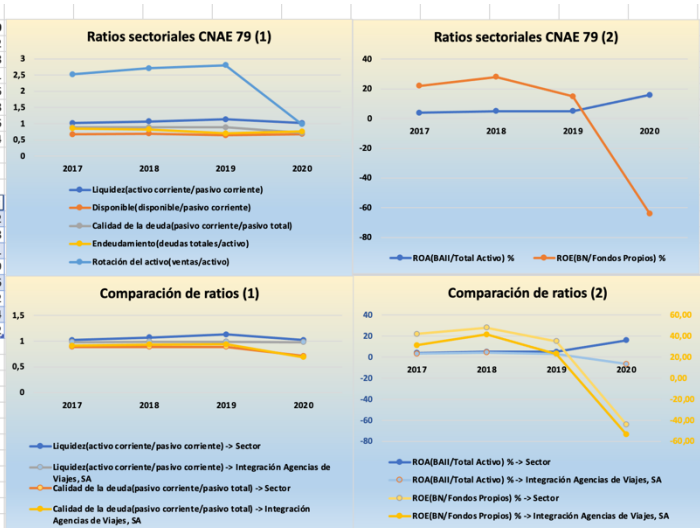 Ratios sectoriales CNAE 79 (1)
3
2,5
2
1,5
1
0,5
0
2017 2018 2019 2020
Liquidez(activo corriente/pasivo corriente)
Disponible(disponible/pasivo corriente)
Calidad de la deuda(pasivo corriente/pasivo total)
Endeudamiento(deudas totales/activo)
Rotación del activo(ventas/activo)
Ratios sectoriales CNAE 79 (2)
40
20
0
-20
-40
-60
-80
2017 2018 2019 2020
ROA(BAII/Total Activo) % ROE(BN/Fondos Propios) %
Comparación de ratios (1)
1,5
1
0,5
0
2017 2018 2019 2020
Liquidez(activo corriente/pasivo corriente) -> Sector
Liquidez(activo corriente/pasivo corriente) -> Integración Agencias de
Viajes, SA
Calidad de la deuda(pasivo corriente/pasivo total) -> Sector
Calidad de la deuda(pasivo corriente/pasivo total) -> Integración
Agencias de Viajes, SA
Comparación de ratios (2)
40 60,00
20 40,00
0 20,00
-20 0,00
-40 -20,00
-60 -40,00
-80 -60,00
2017 2018 2019 2020
ROA(BAII/Total Activo) % -> Sector
ROA(BAII/Total Activo) % -> Integración Agencias de Viajes, SA
ROE(BN/Fondos Propios) % -> Sector
ROE(BN/Fondos Propios) % -> Integración Agencias de Viajes, SA